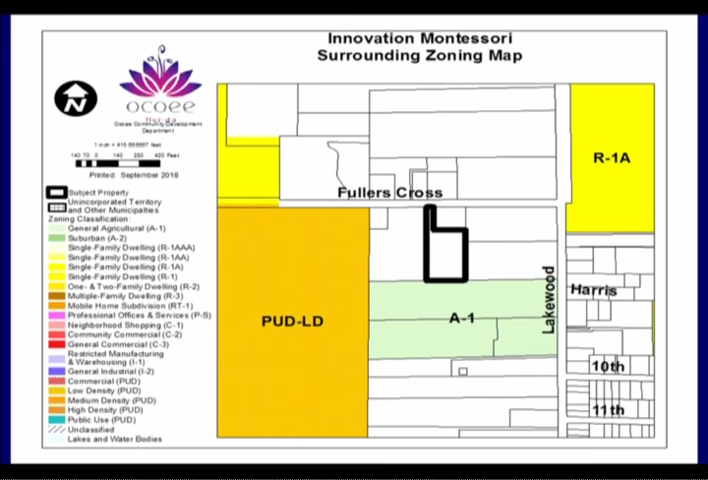 Innovation Montessori
Surrounding Zoning Map
N
ocoee
florida
Ocoee Community Development
Department
1 inch = 416.666667 feet
140 70 0 140 280 420 Feet
Printed: September 2018
Subject Property
Unincorporated Territory
and Other Municipalities
Zoning Classification:
General Agricultural (A-1)
Suburban (A-2)
Single-Family Dwelling (R-1AAA)
Single-Family Dwelling (R-1AA)
Single-Family Dwelling (R-1A)
Single-Family Dwelling (R-1)
One- & Two-Family Dwelling (R-2)
Multiple-Family Dwelling (R-3)
Mobile Home Subdivision (RT-1)
Professional Offices & Services (P-S)
Neighborhood Shopping (C-1)
Community Commercial (C-2)
General Commercial (C-3)
Restricted Manufacturing
& Warehousing (I-1)
General Industrial (I-2)
Commercial (PUD)
Low Density (PUD)
Medium Density (PUD)
High Density (PUD)
Public Use (PUD)
Unclassified
Lakes and Water Bodies
R-1A
Fullers Cross
Lakewood
Harris
PUD-LD
A-1
10th
11th